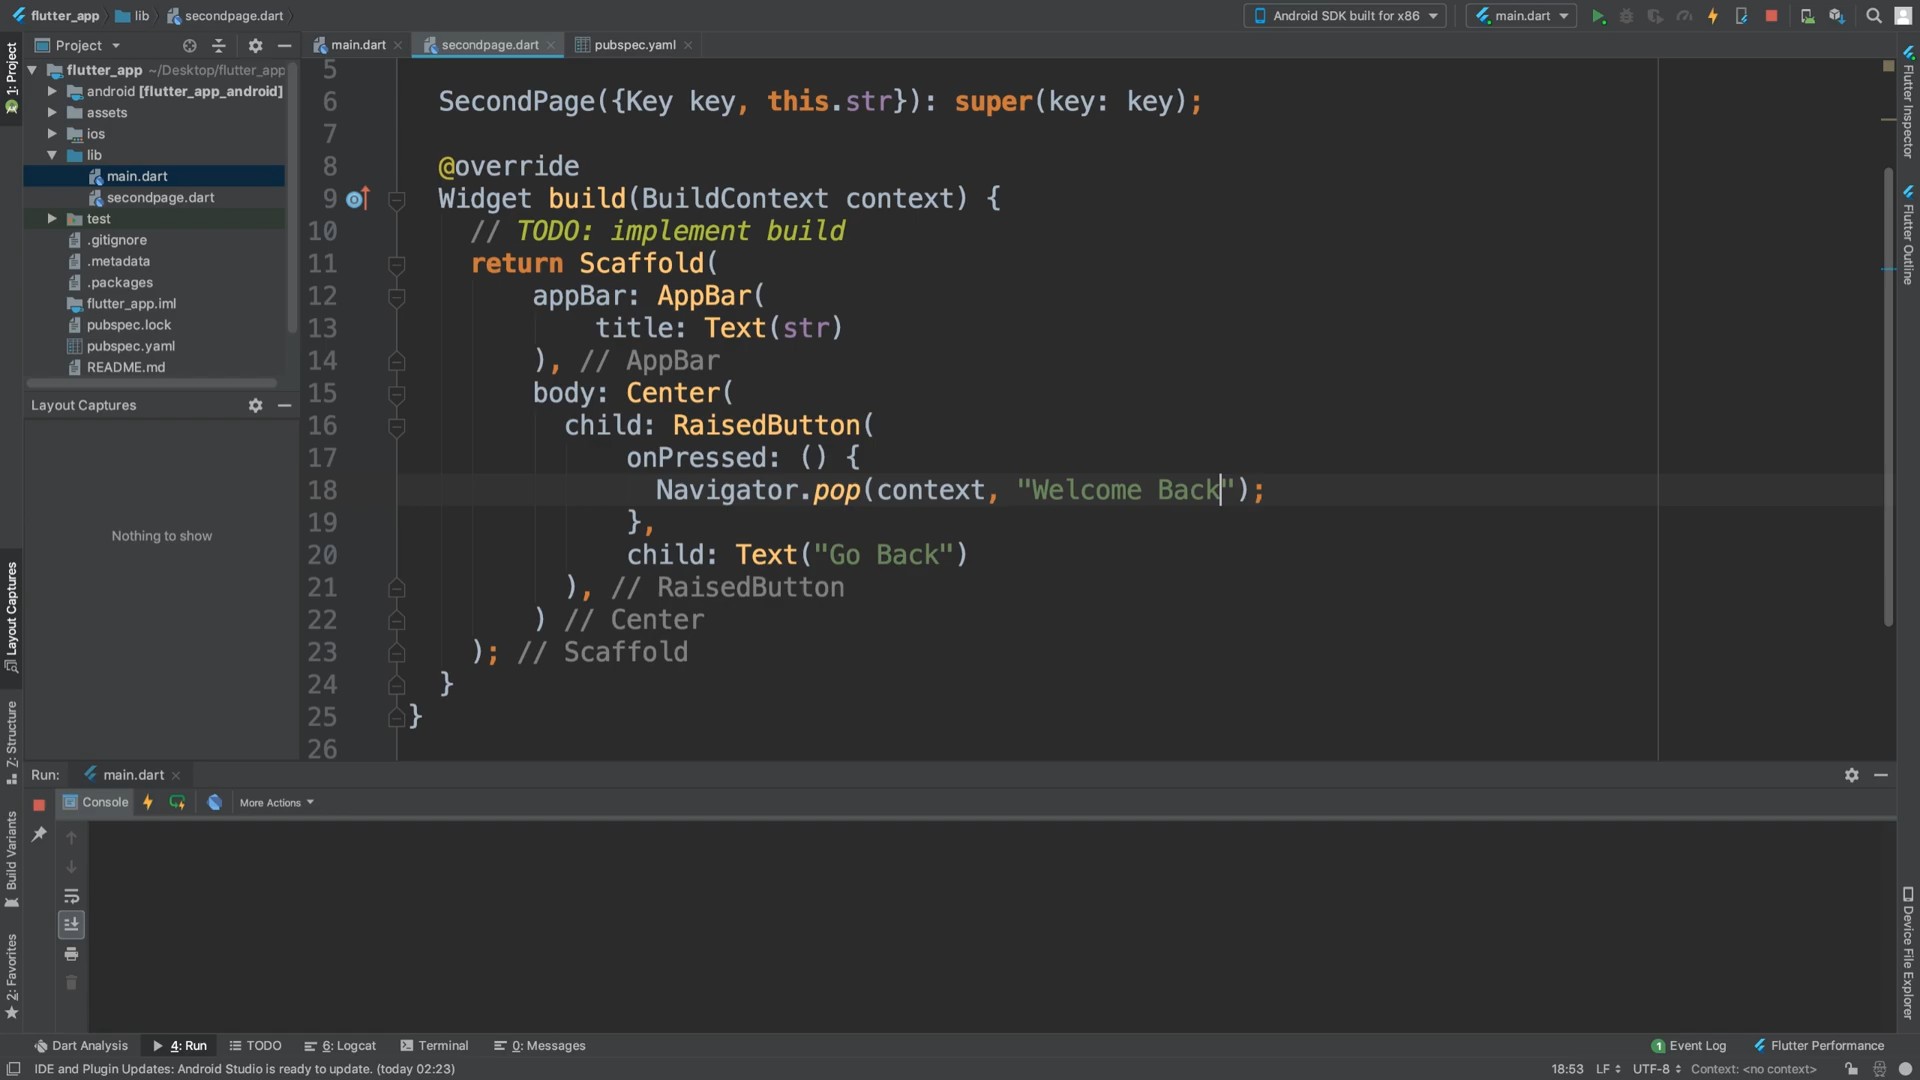 flutter_app lib secondpage.dart Android SDK built for x86 main.dart
Project main.dart secondpage.dart pubspec.yaml
flutter_app ~/Desktop/flutter_app
android [flutter_app_android]
assets
ios
lib
main.dart
secondpage.dart
test
.gitignore
.metadata
.packages
flutter_app.iml
pubspec.lock
pubspec.yaml
README.md
Layout Captures
Nothing to show
1: Project
Layout Captures
Z: Structure
Build Variants
2: Favorites
5
6 SecondPage({Key key, this.str}): super(key: key);
7
8 @override
9 Widget build(BuildContext context) {
10 // TODO: implement build
11 return Scaffold(
12 appBar: AppBar(
13 title: Text(str)
14 ), // AppBar
15 body: Center(
16 child: RaisedButton(
17 onPressed: () {
18 Navigator.pop(context, "Welcome Back");
19 },
20 child: Text("Go Back")
21 ), // RaisedButton
22 ) // Center
23 ); // Scaffold
24 }
25 }
26
Flutter Inspector
Flutter Outline
Device File Explorer
Run: main.dart
Console More Actions
Dart Analysis 4: Run TODO 6: Logcat Terminal 0: Messages 1 Event Log Flutter Performance
IDE and Plugin Updates: Android Studio is ready to update. (today 02:23) 18:53 LF UTF-8 Context: <no context>